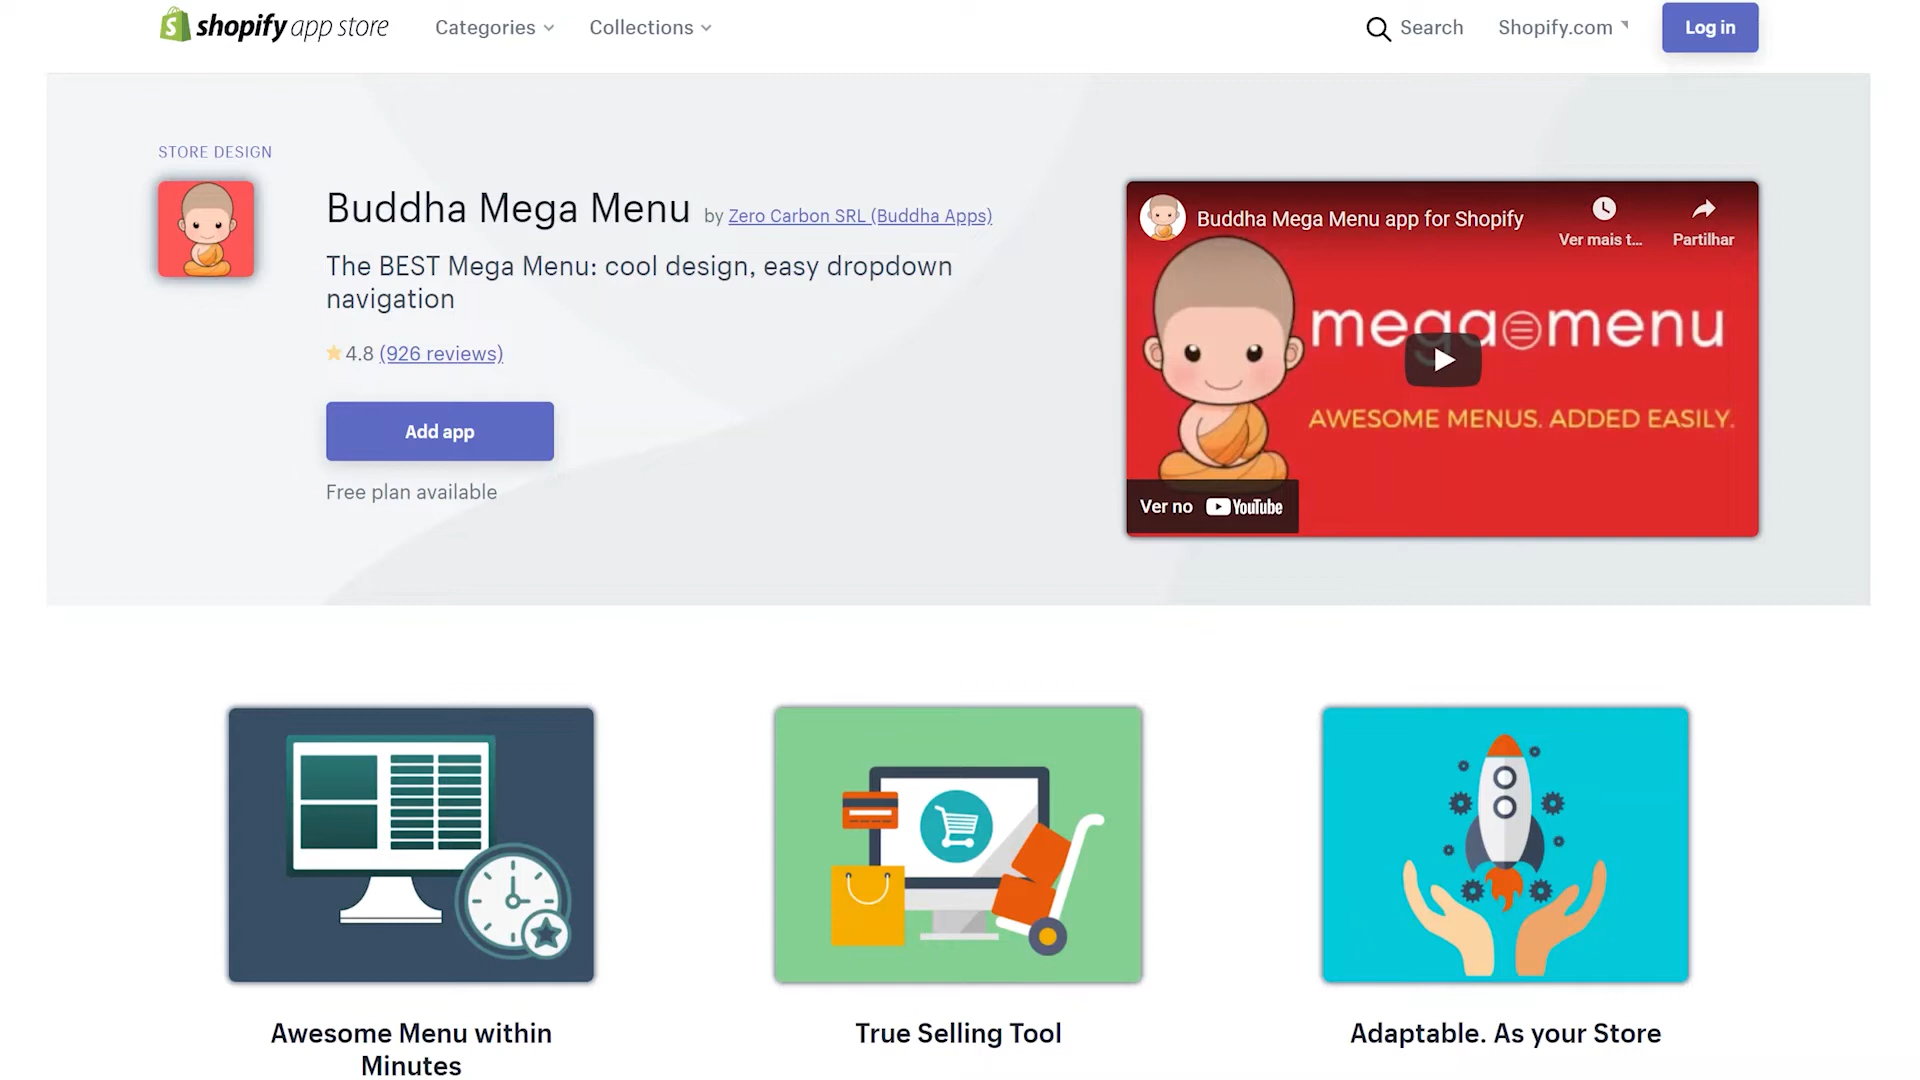 shopify app store
Categories
Collections
Search
Shopify.com
Log in
STORE DESIGN
Buddha Mega Menu by Zero Carbon SRL (Buddha Apps)
The BEST Mega Menu: cool design, easy dropdown
navigation
4.8 (926 reviews)
Add app
Free plan available
Buddha Mega Menu app for Shopify
Ver mais t...
Partilhar
mega menu
AWESOME MENUS. ADDED EASILY.
Ver no YouTube
Awesome Menu within
Minutes
True Selling Tool
Adaptable. As your Store